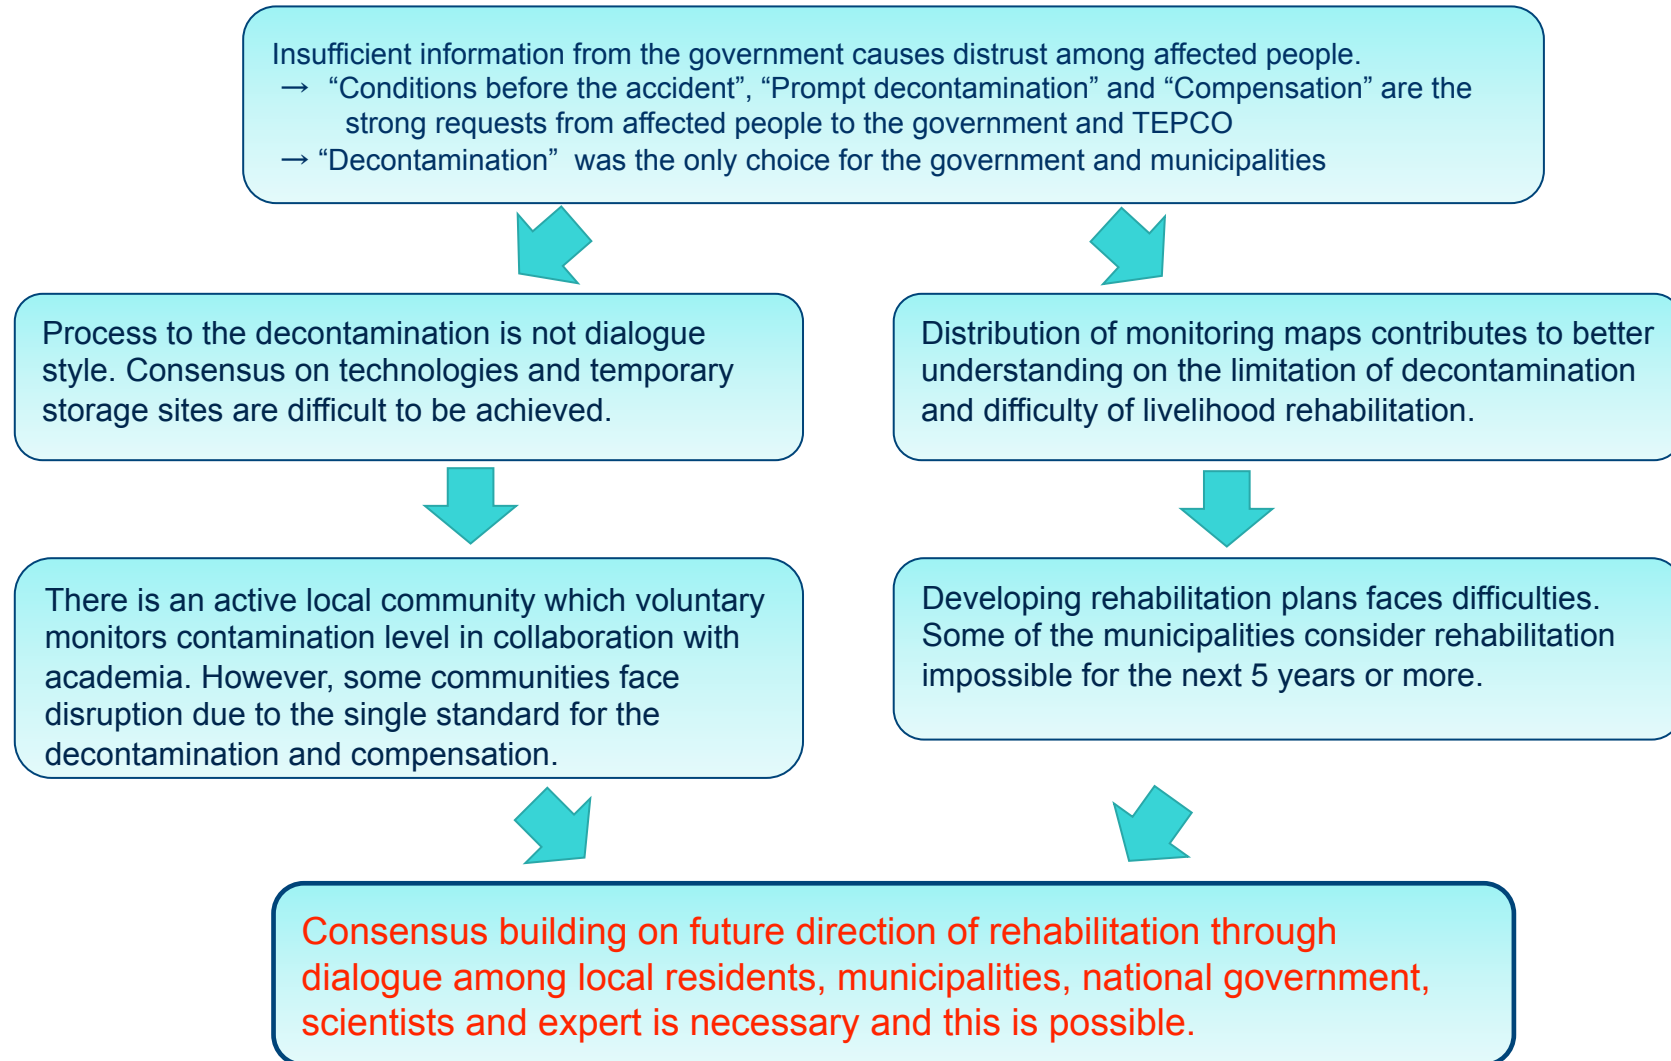 Insufficient information from the government causes distrust among affected people.
→ “Conditions before the accident”, “Prompt decontamination” and “Compensation” are the
strong requests from affected people to the government and TEPCO
→ “Decontamination” was the only choice for the government and municipalities
Process to the decontamination is not dialogue
style. Consensus on technologies and temporary
storage sites are difficult to be achieved.
Distribution of monitoring maps contributes to better
understanding on the limitation of decontamination
and difficulty of livelihood rehabilitation.
There is an active local community which voluntary
monitors contamination level in collaboration with
academia. However, some communities face
disruption due to the single standard for the
decontamination and compensation.
Developing rehabilitation plans faces difficulties.
Some of the municipalities consider rehabilitation
impossible for the next 5 years or more.
Consensus building on future direction of rehabilitation through
dialogue among local residents, municipalities, national government,
scientists and expert is necessary and this is possible.